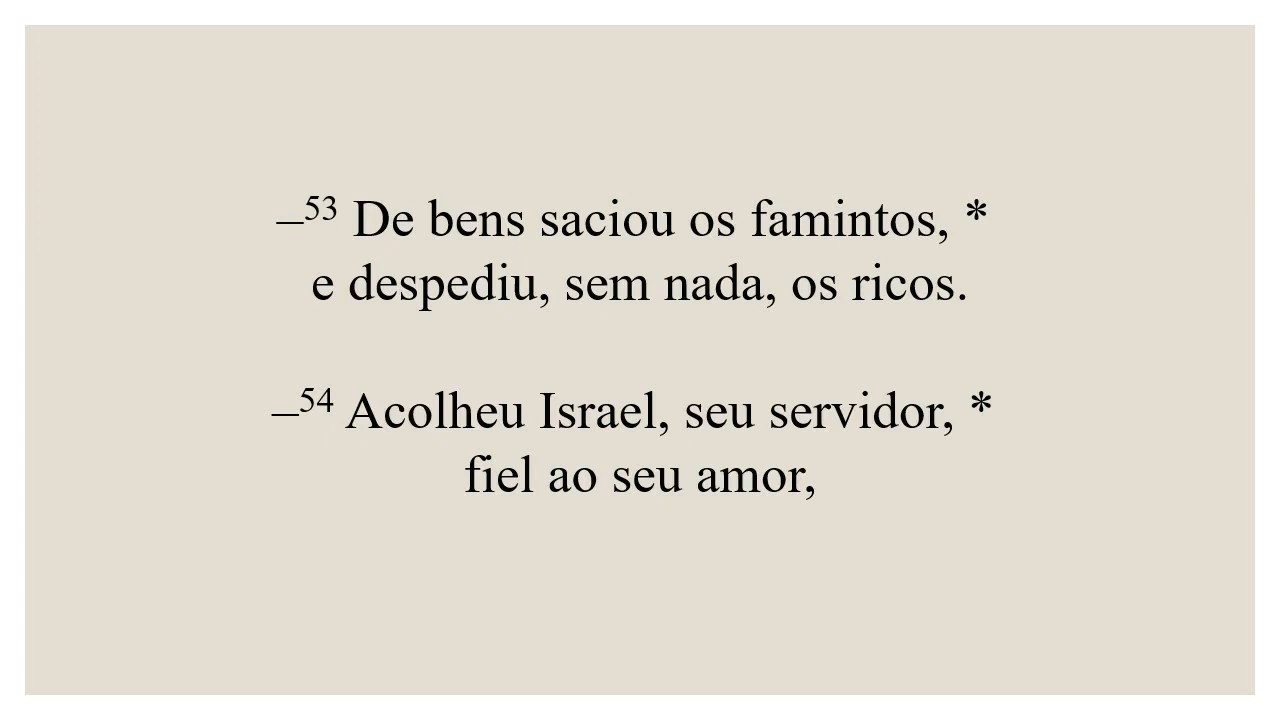 –53 De bens saciou os famintos, *
e despediu, sem nada, os ricos.
–54 Acolheu Israel, seu servidor, *
fiel ao seu amor,